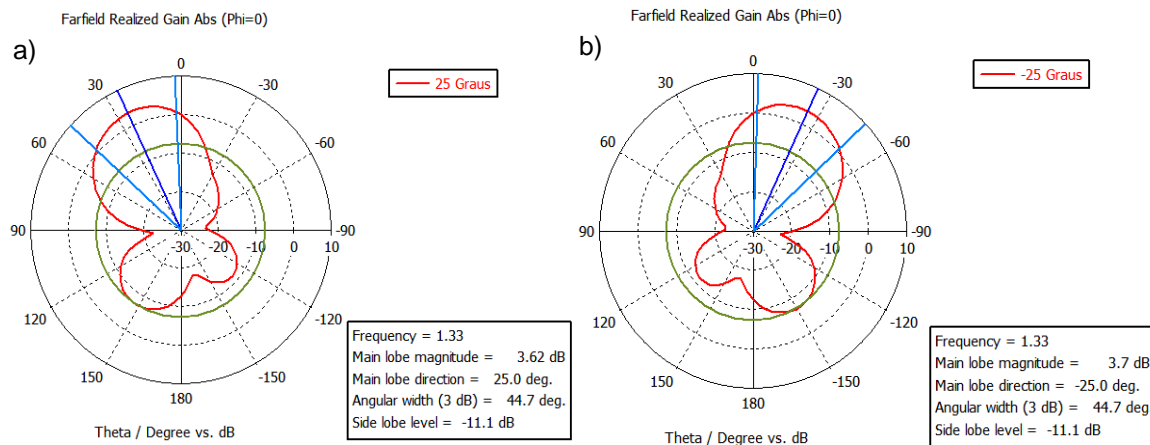 Farfield Realized Gain Abs (Phi=0)
a)
25 Graus
0
30
-30
60
-60
90
-30
-20
-10
0
10
-90
120
-120
150
-150
180
Frequency = 1.33
Main lobe magnitude = 3.62 dB
Main lobe direction = 25.0 deg.
Angular width (3 dB) = 44.7 deg.
Side lobe level = -11.1 dB
Theta / Degree vs. dB
Farfield Realized Gain Abs (Phi=0)
b)
-25 Graus
0
30
-30
60
-60
90
-30
-20
-10
0
10
-90
120
-120
150
-150
180
Frequency = 1.33
Main lobe magnitude = 3.7 dB
Main lobe direction = -25.0 deg.
Angular width (3 dB) = 44.7 deg.
Side lobe level = -11.1 dB
Theta / Degree vs. dB